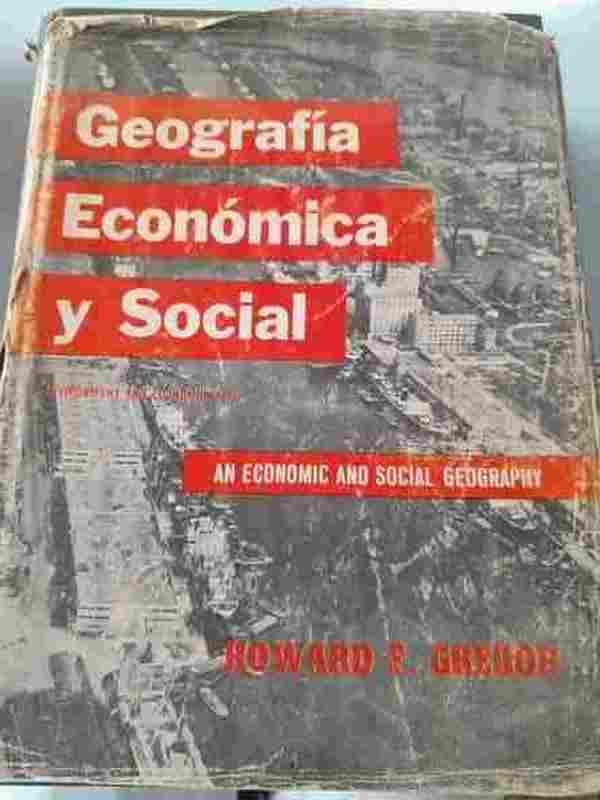 Geografía
Económica
y Social
AN ECONOMIC AND SOCIAL GEOGRAPHY
HOWARD F. GREGOR